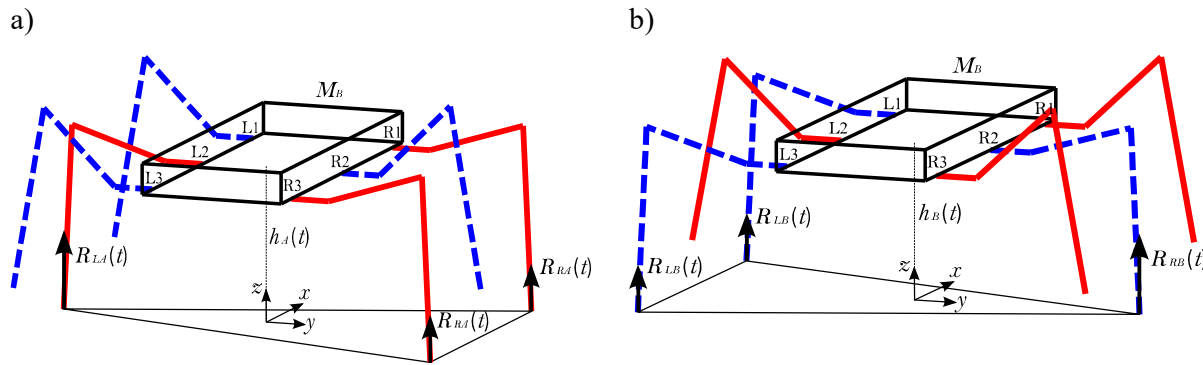 a)
M_B
L1
R1
L2
R2
L3
R3
R_LA(t)
h_A(t)
R_RA(t)
z
x
y
R_RA(t)
b)
M_B
L1
R1
L2
R2
L3
R3
R_LB(t)
h_B(t)
R_RB(t)
R_LB(t)
z
x
y